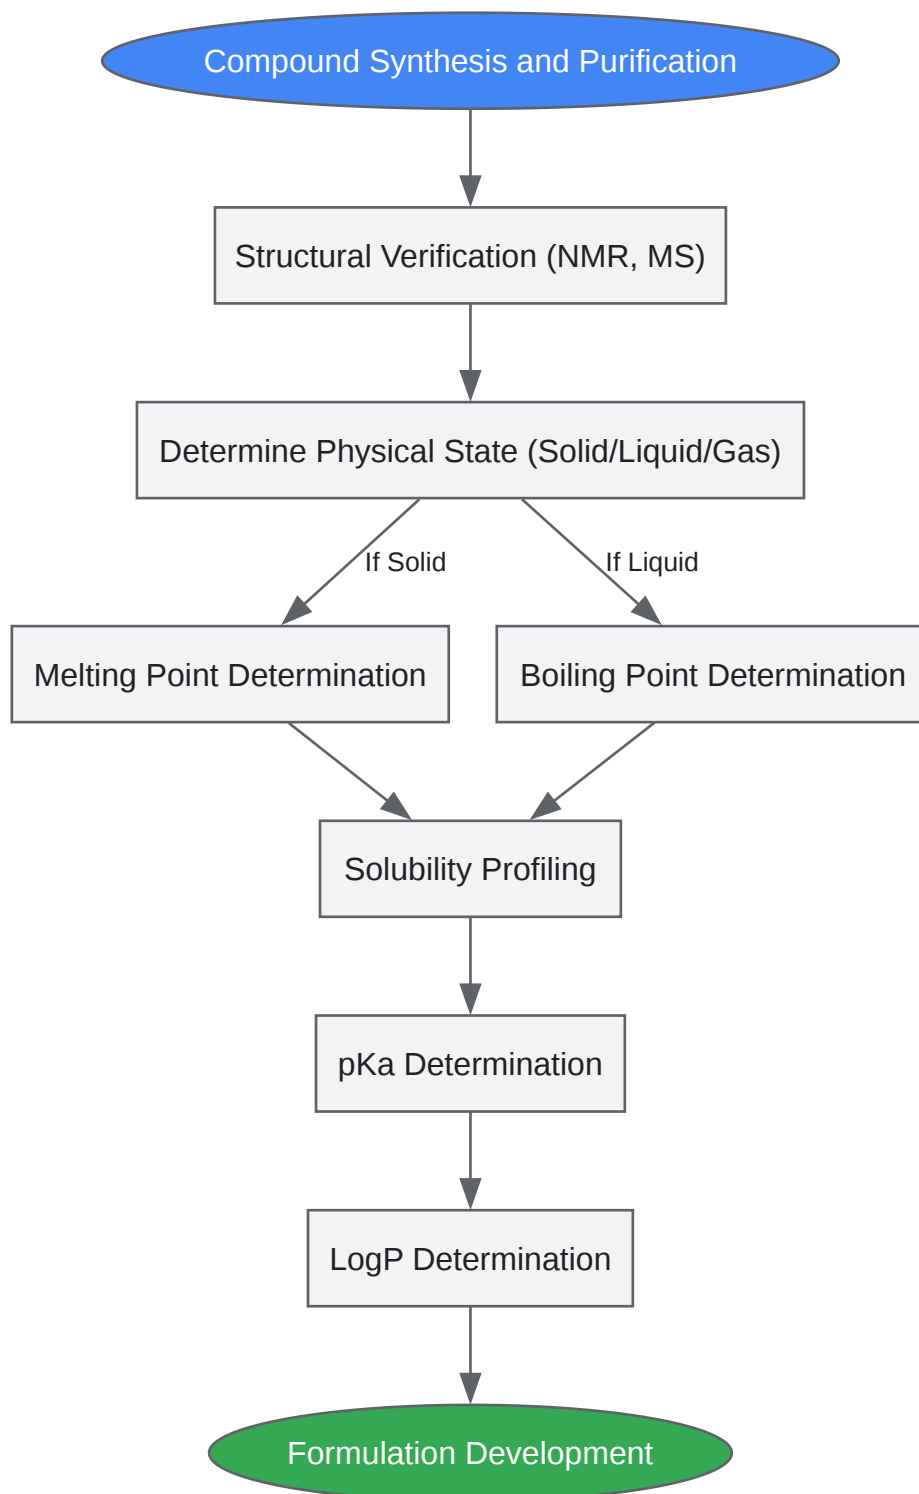 Compound Synthesis and Purification
Structural Verification (NMR, MS)
Determine Physical State (Solid/Liquid/Gas)
If Solid
If Liquid
Melting Point Determination
Boiling Point Determination
Solubility Profiling
pKa Determination
LogP Determination
Formulation Development